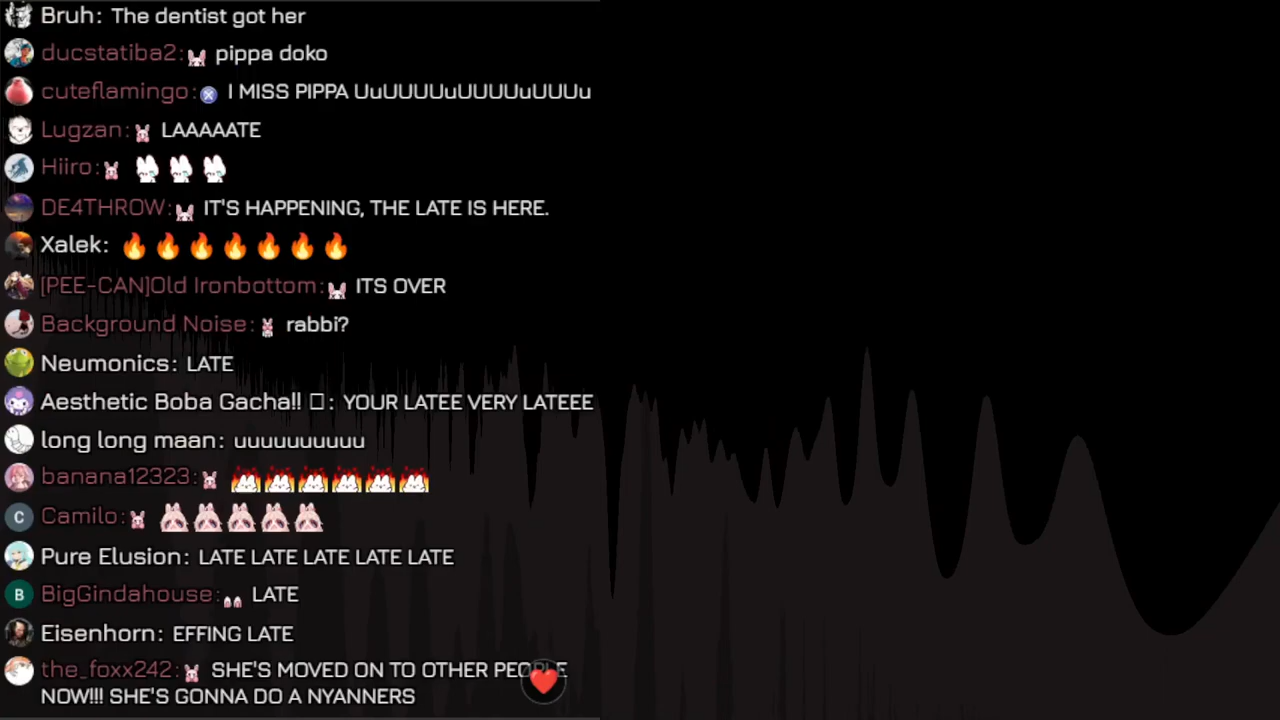 Bruh: The dentist got her
ducstatiba2: pippa doko
cuteflamingo: I MISS PIPPA UuUUUUuUUUUuUUUu
Lugzan: LAAAAATE
Hiiro:
DE4THROW: IT'S HAPPENING, THE LATE IS HERE.
Xalek: 🔥🔥🔥🔥🔥🔥🔥
[PEE-CAN]Old Ironbottom: ITS OVER
Background Noise: rabbi?
Neumonics: LATE
Aesthetic Boba Gacha!! □: YOUR LATEE VERY LATEEE
long long maan: uuuuuuuuuu
banana12323:
C Camilo:
Pure Elusion: LATE LATE LATE LATE LATE
B BigGindahouse: LATE
Eisenhorn: EFFING LATE
the_foxx242: SHE'S MOVED ON TO OTHER PEOPLE
NOW!!! SHE'S GONNA DO A NYANNERS